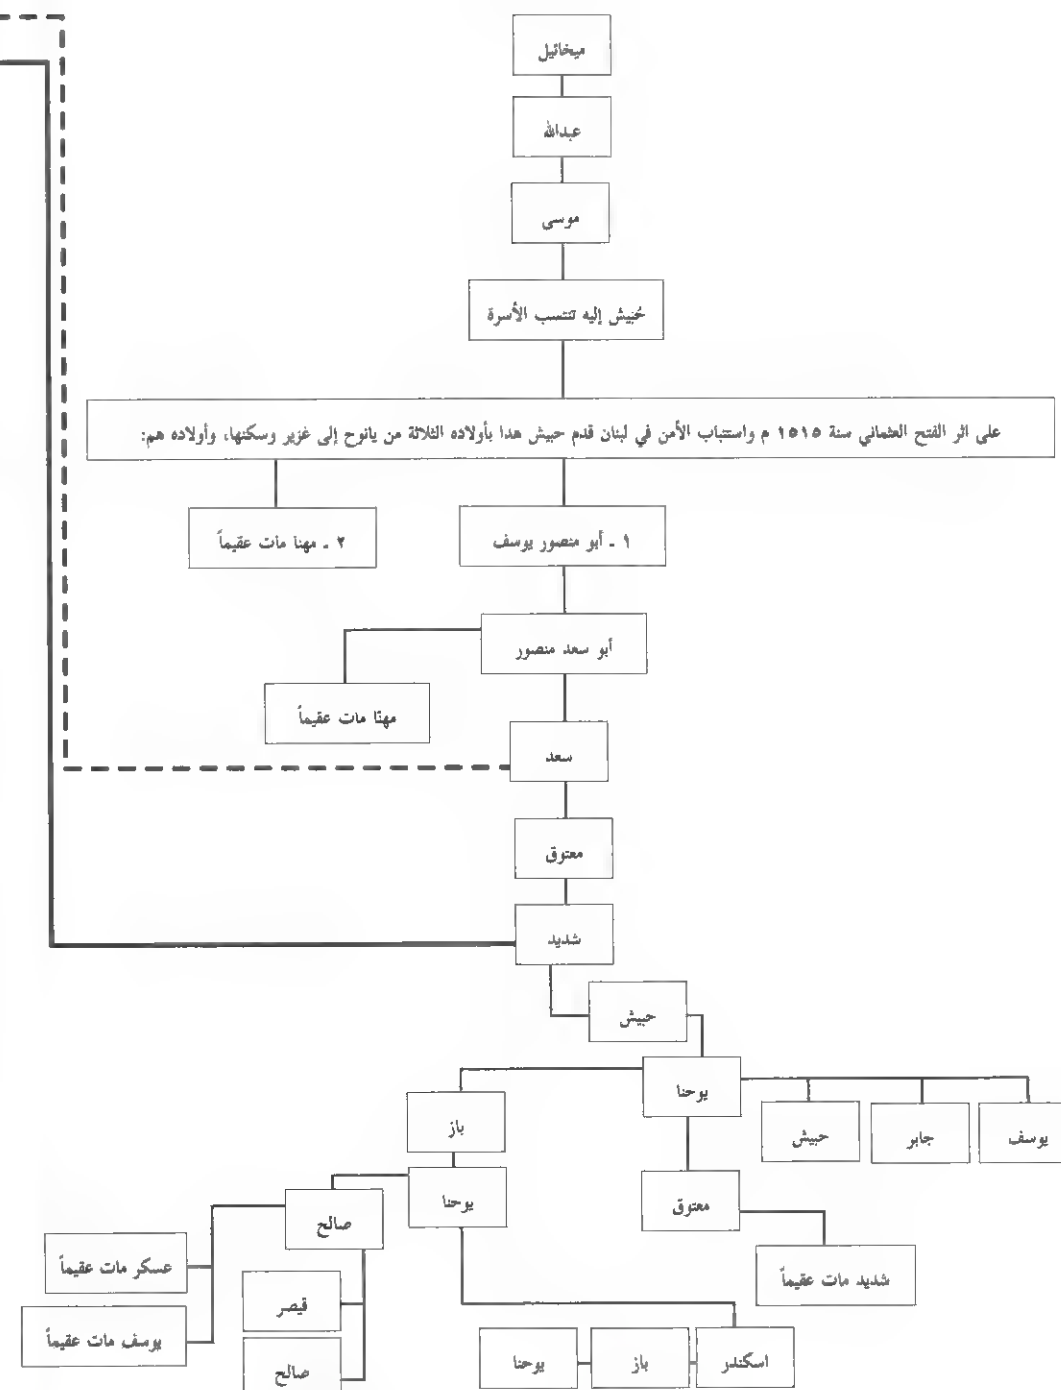 ميخائيل
عبدالله
موسى
حُبيش إليه تنتسب الأسرة
على اثر الفتح العثماني سنة ١٥١٥ م واستتباب الأمن في لبنان قدم حبيش هدا بأولاده الثلاثة من يانوح إلى غزير وسكنها، وأولاده هم:
١ ـ أبو منصور يوسف
٢ ـ مهنا مات عقيماً
أبو سعد منصور
مهنّا مات عقيماً
سعد
معتوق
شديد
حبيش
يوحنا
يوسف
جابر
حبيش
باز
معتوق
يوحنا
صالح
شديد مات عقيماً
عسكر مات عقيماً
قيصر
يوسف مات عقيماً
صالح
اسكندر
باز
يوحنا